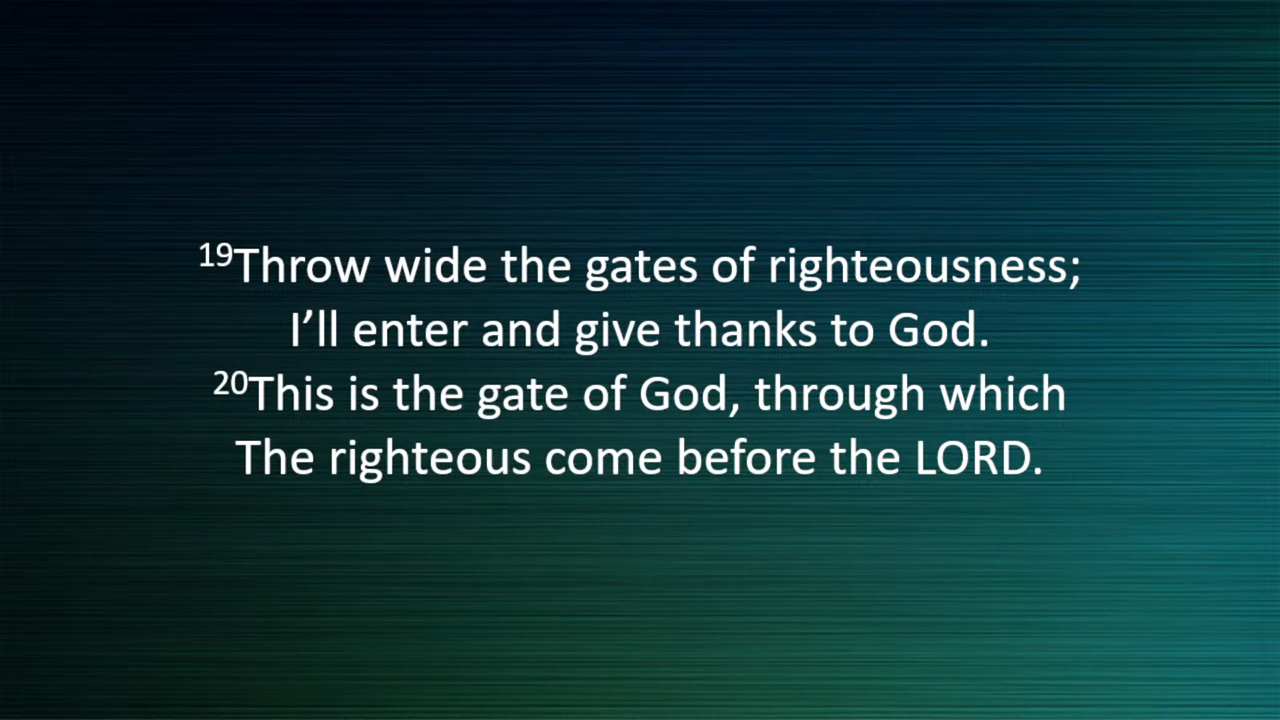 ¹⁹Throw wide the gates of righteousness;
I’ll enter and give thanks to God.
²⁰This is the gate of God, through which
The righteous come before the LORD.